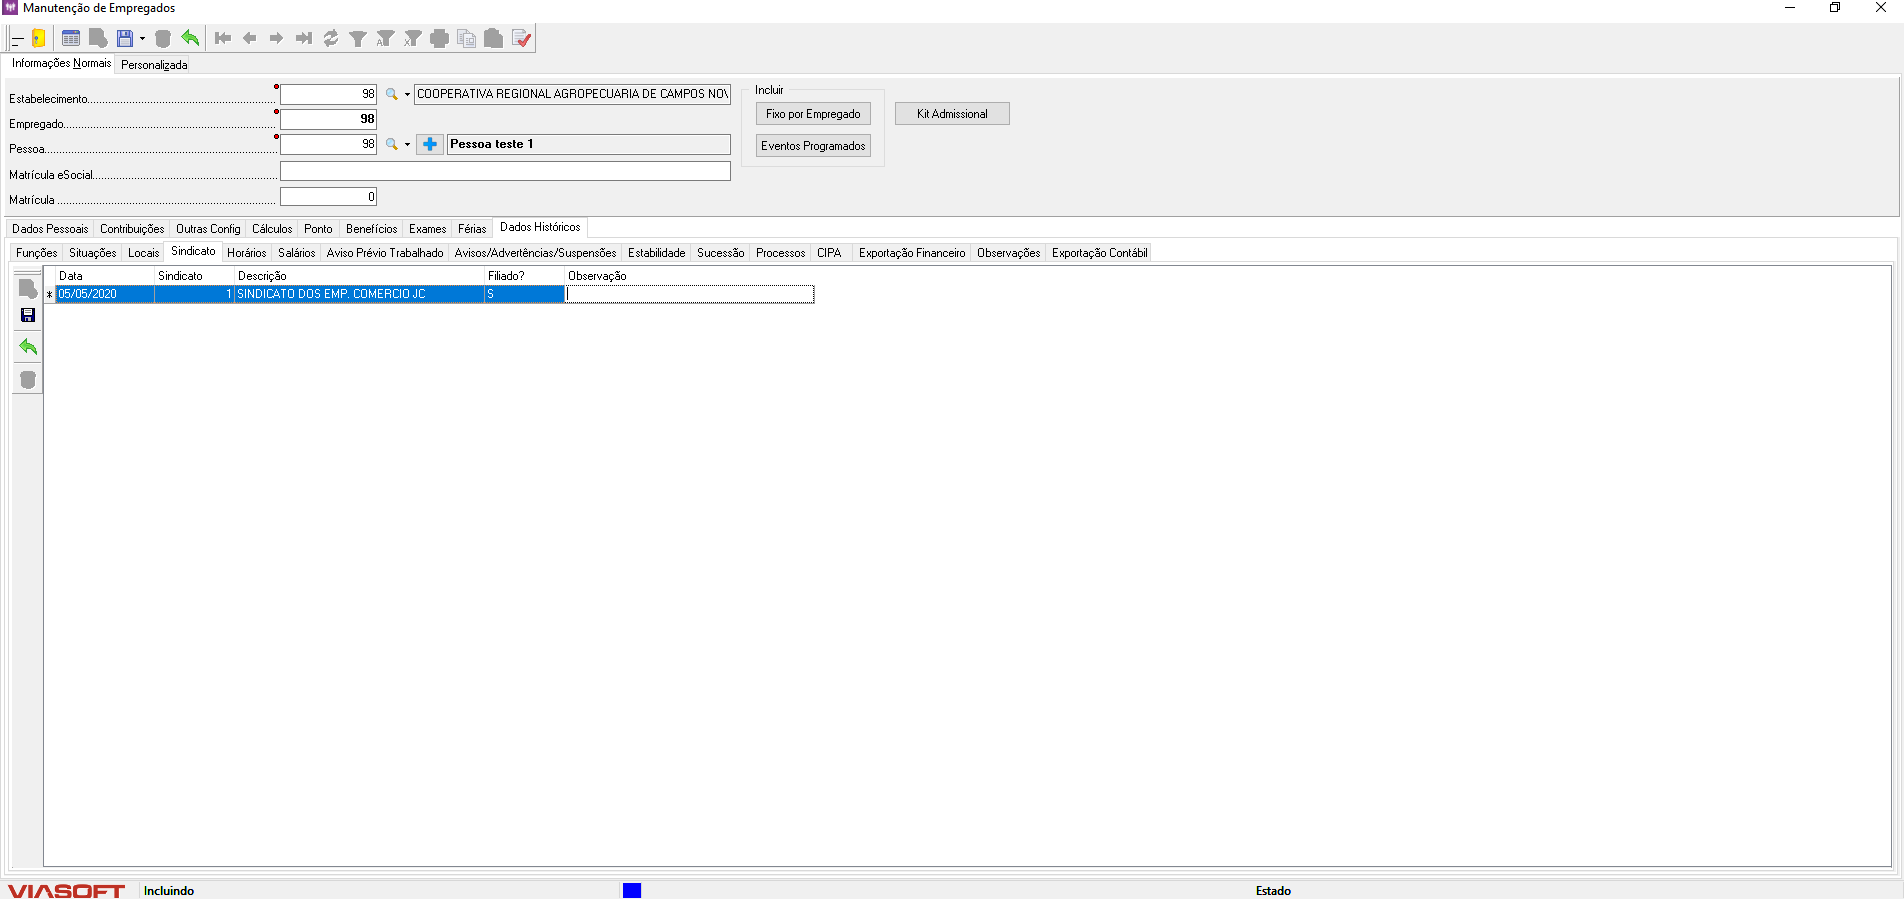 Manutenção de Empregados
Informações Normais Personalizada
Estabelecimento 98 COOPERATIVA REGIONAL AGROPECUARIA DE CAMPOS NOV
Empregado 98
Pessoa 98 Pessoa teste 1
Matrícula eSocial
Matrícula 0
Incluir
Fixo por Empregado
Eventos Programados
Kit Admissional
Dados Pessoais Contribuições Outras Config Cálculos Ponto Benefícios Exames Férias Dados Históricos
Funções Situações Locais Sindicato Horários Salários Aviso Prévio Trabalhado Avisos/Advertências/Suspensões Estabilidade Sucessão Processos CIPA Exportação Financeiro Observações Exportação Contábil
Data Sindicato Descrição Filiado? Observação
* 05/05/2020 1 SINDICATO DOS EMP. COMERCIO JC S
VIASOFT Incluindo Estado